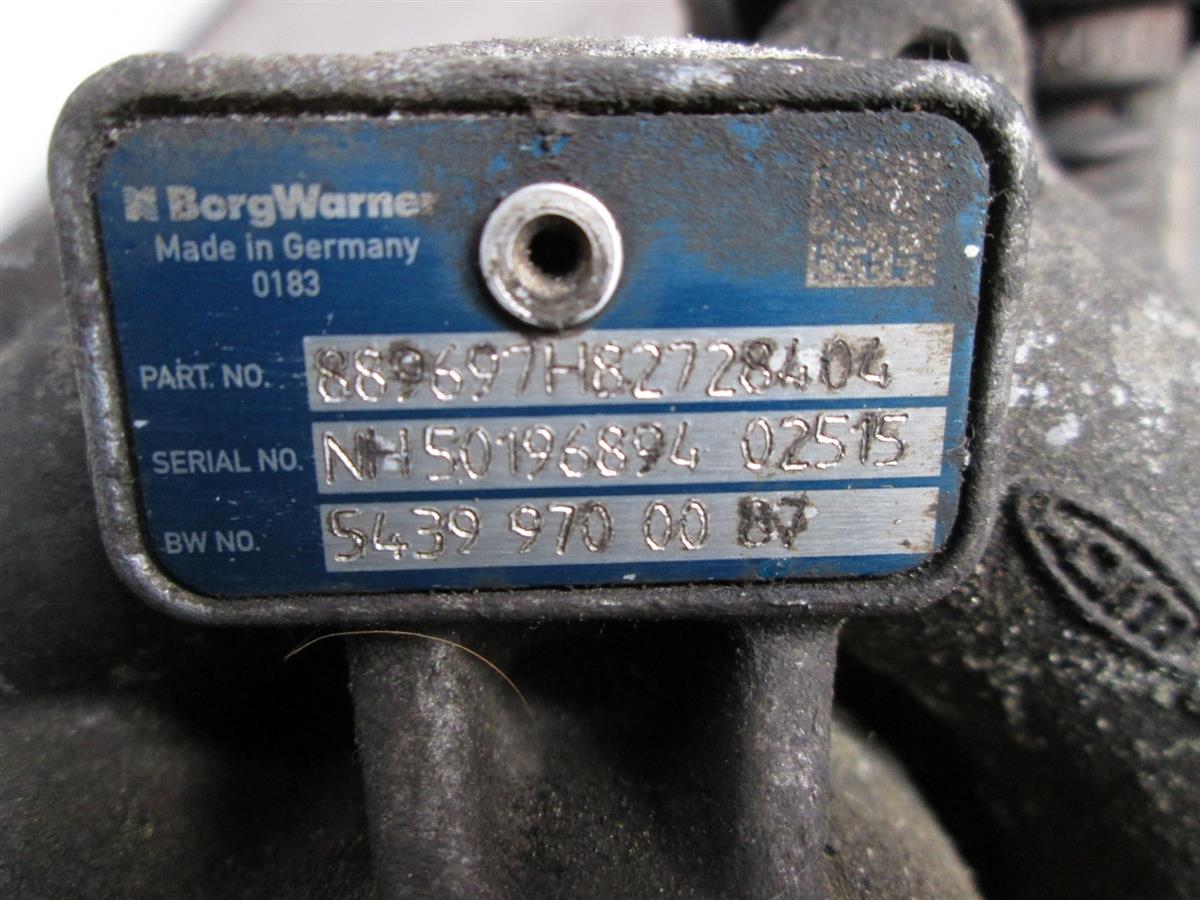 BorgWarner
Made in Germany
0183
PART. NO. 889697H82728404
SERIAL NO. NH50196894 02515
BW NO. 5439 970 00 87